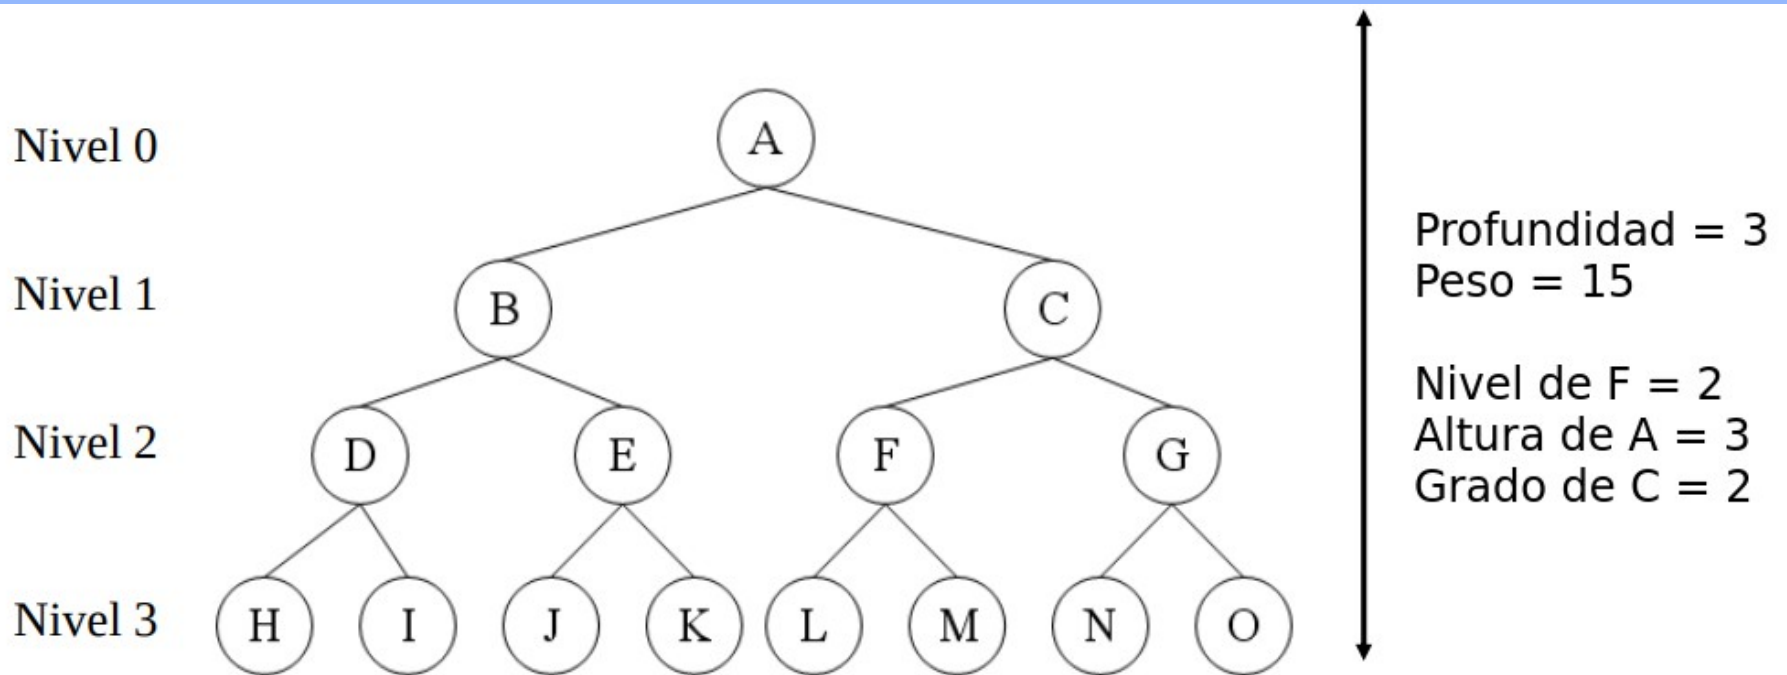 Nivel 0
A
Nivel 1
B C
Nivel 2
D E F G
Nivel 3
H I J K L M N O
Profundidad = 3
Peso = 15
Nivel de F = 2
Altura de A = 3
Grado de C = 2